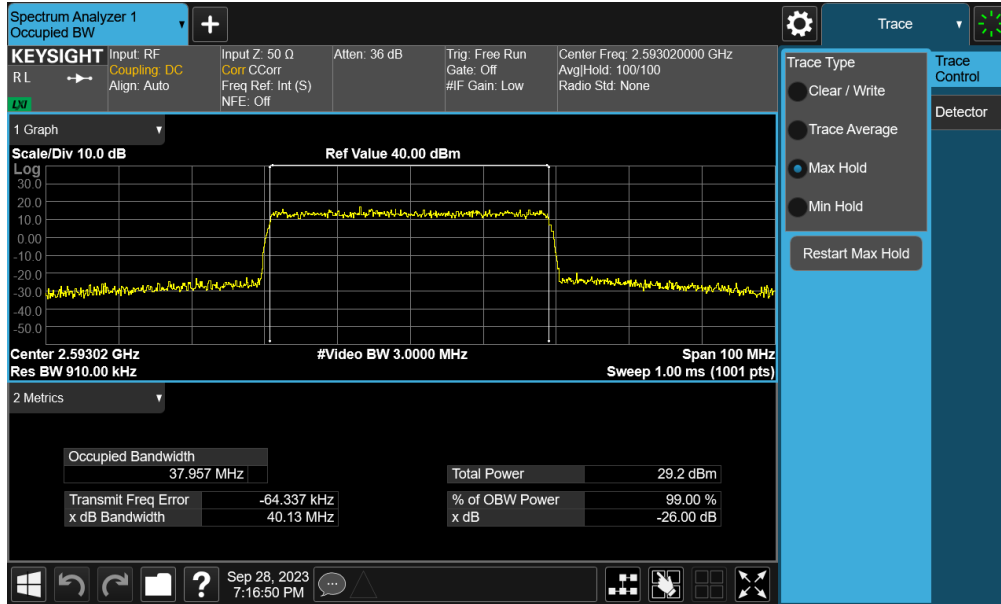 Spectrum Analyzer 1
Occupied BW
Trace
KEYSIGHT
R L
LXI
Input: RF
Coupling: DC
Align: Auto
Input Z: 50 Ω
Corr CCorr
Freq Ref: Int (S)
NFE: Off
Atten: 36 dB
Trig: Free Run
Gate: Off
#IF Gain: Low
Center Freq: 2.593020000 GHz
Avg|Hold: 100/100
Radio Std: None
Trace Type
Clear / Write
Trace Average
Max Hold
Min Hold
Restart Max Hold
Trace
Control
Detector
1 Graph
Scale/Div 10.0 dB
Ref Value 40.00 dBm
Log
30.0
20.0
10.0
0.00
-10.0
-20.0
-30.0
-40.0
-50.0
Center 2.59302 GHz
#Video BW 3.0000 MHz
Span 100 MHz
Res BW 910.00 kHz
Sweep 1.00 ms (1001 pts)
2 Metrics
Occupied Bandwidth
37.957 MHz
Total Power 29.2 dBm
Transmit Freq Error -64.337 kHz
% of OBW Power 99.00 %
x dB Bandwidth 40.13 MHz
x dB -26.00 dB
?
Sep 28, 2023
7:16:50 PM